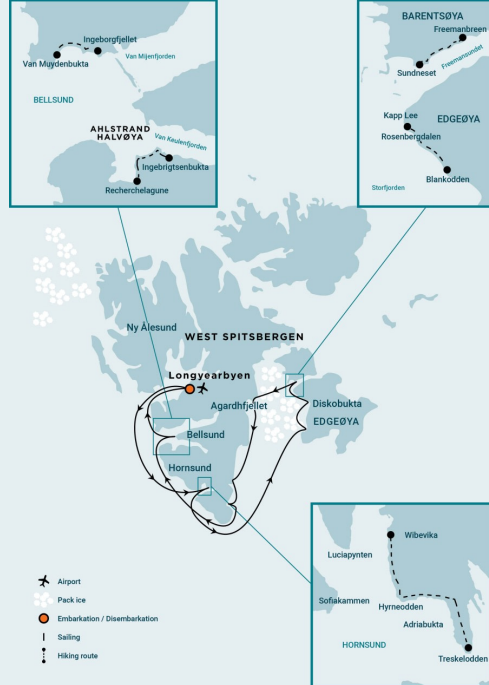 Ingeborgfjellet
Van Muydenbukta
Van Mijenfjorden
BELLSUND
AHLSTRAND
HALVØYA
Van Keulenfjorden
Ingebrigtsenbukta
Recherchelagune
BARENTSØYA
Freemanbreen
Freemansundet
Sundneset
Kapp Lee
EDGEØYA
Rosenbergdalen
Blankodden
Storfjorden
Ny Ålesund
WEST SPITSBERGEN
Longyearbyen
Agardhfjellet
Diskobukta
EDGEØYA
Bellsund
Hornsund
Wibevika
Luciapynten
Sofiakammen
Hyrneodden
Adriabukta
HORNSUND
Treskelodden
Airport
Pack ice
Embarkation / Disembarkation
Sailing
Hiking route